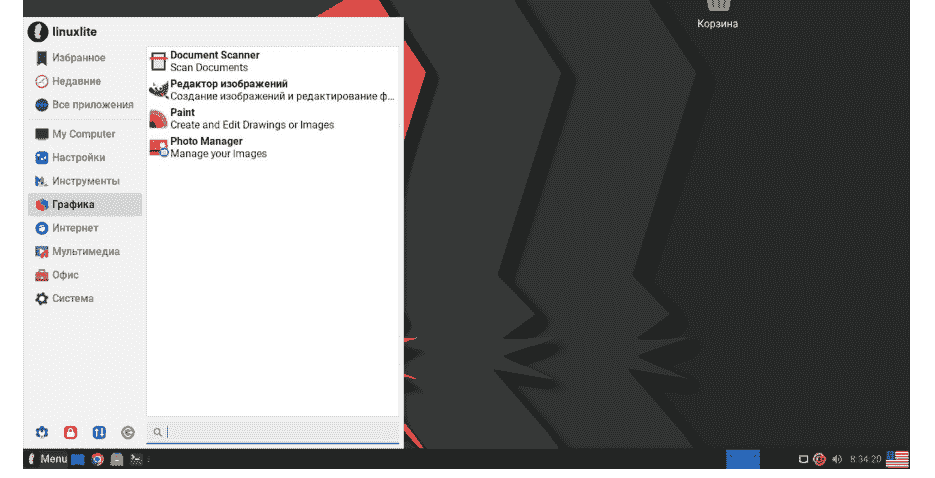 Корзина
linuxlite
Избранное
Недавние
Все приложения
My Computer
Настройки
Инструменты
Графика
Интернет
Мультимедиа
Офис
Система
Document Scanner
Scan Documents
Редактор изображений
Создание изображений и редактирование ф...
Paint
Create and Edit Drawings or Images
Photo Manager
Manage your Images
Menu
8:34:20